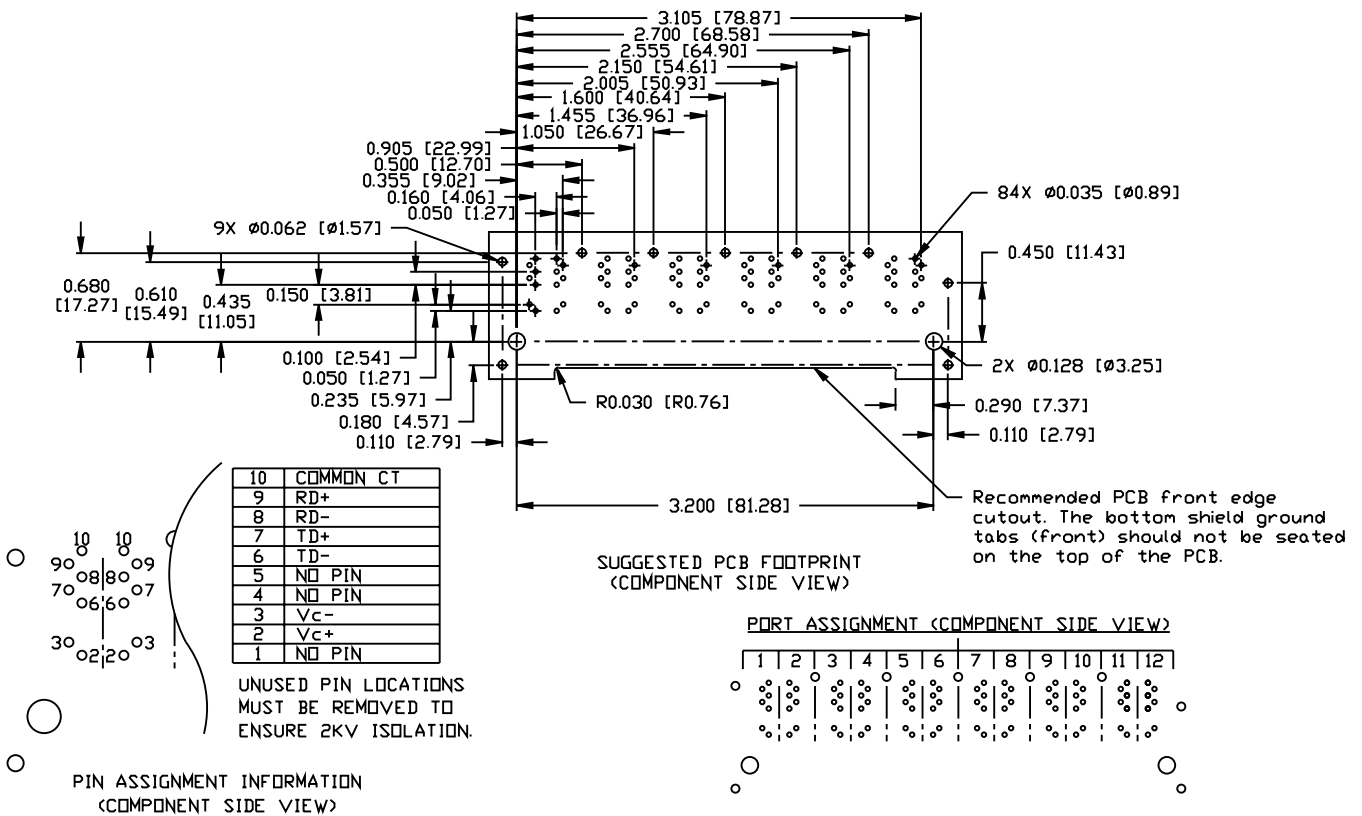 3.105 [78.87]
2.700 [68.58]
2.555 [64.90]
2.150 [54.61]
2.005 [50.93]
1.600 [40.64]
1.455 [36.96]
1.050 [26.67]
0.905 [22.99]
0.500 [12.70]
0.355 [9.02]
0.160 [4.06]
0.050 [1.27]
84X Ø0.035 [Ø0.89]
9X Ø0.062 [Ø1.57]
0.450 [11.43]
0.680
[17.27]
0.610
[15.49]
0.435
[11.05]
0.150 [3.81]
0.100 [2.54]
0.050 [1.27]
0.235 [5.97]
0.180 [4.57]
0.110 [2.79]
2X Ø0.128 [Ø3.25]
R0.030 [R0.76]
0.290 [7.37]
0.110 [2.79]
3.200 [81.28]
Recommended PCB front edge
cutout. The bottom shield ground
tabs (front) should not be seated
on the top of the PCB.
SUGGESTED PCB FOOTPRINT
(COMPONENT SIDE VIEW)
10 COMMON CT
9 RD+
8 RD-
7 TD+
6 TD-
5 NO PIN
4 NO PIN
3 Vc-
2 Vc+
1 NO PIN
10 10
9 9
8 8
7 7
6 6
3 3
2 2
UNUSED PIN LOCATIONS
MUST BE REMOVED TO
ENSURE 2KV ISOLATION.
PIN ASSIGNMENT INFORMATION
(COMPONENT SIDE VIEW)
PORT ASSIGNMENT (COMPONENT SIDE VIEW)
1 2 3 4 5 6 7 8 9 10 11 12